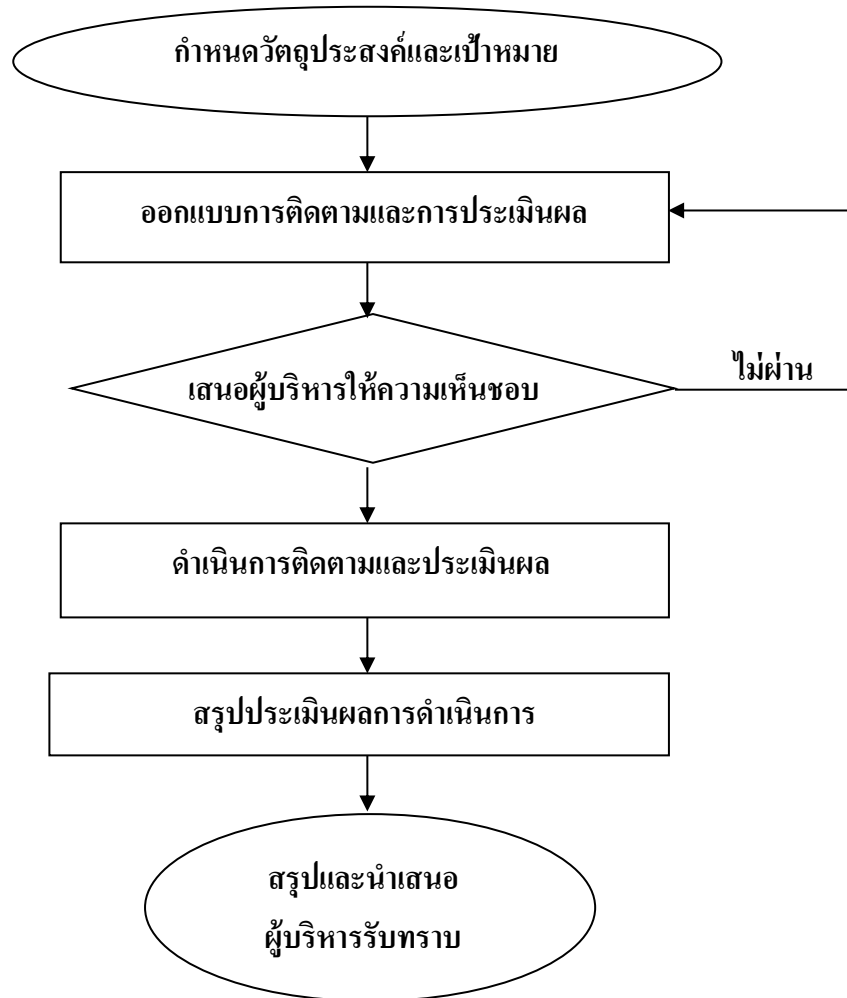 กำหนดวัตถุประสงค์และเป้าหมาย
ออกแบบการติดตามและการประเมินผล
เสนอผู้บริหารให้ความเห็นชอบ
ไม่ผ่าน
ดำเนินการติดตามและประเมินผล
สรุปประเมินผลการดำเนินการ
สรุปและนำเสนอ
ผู้บริหารรับทราบ